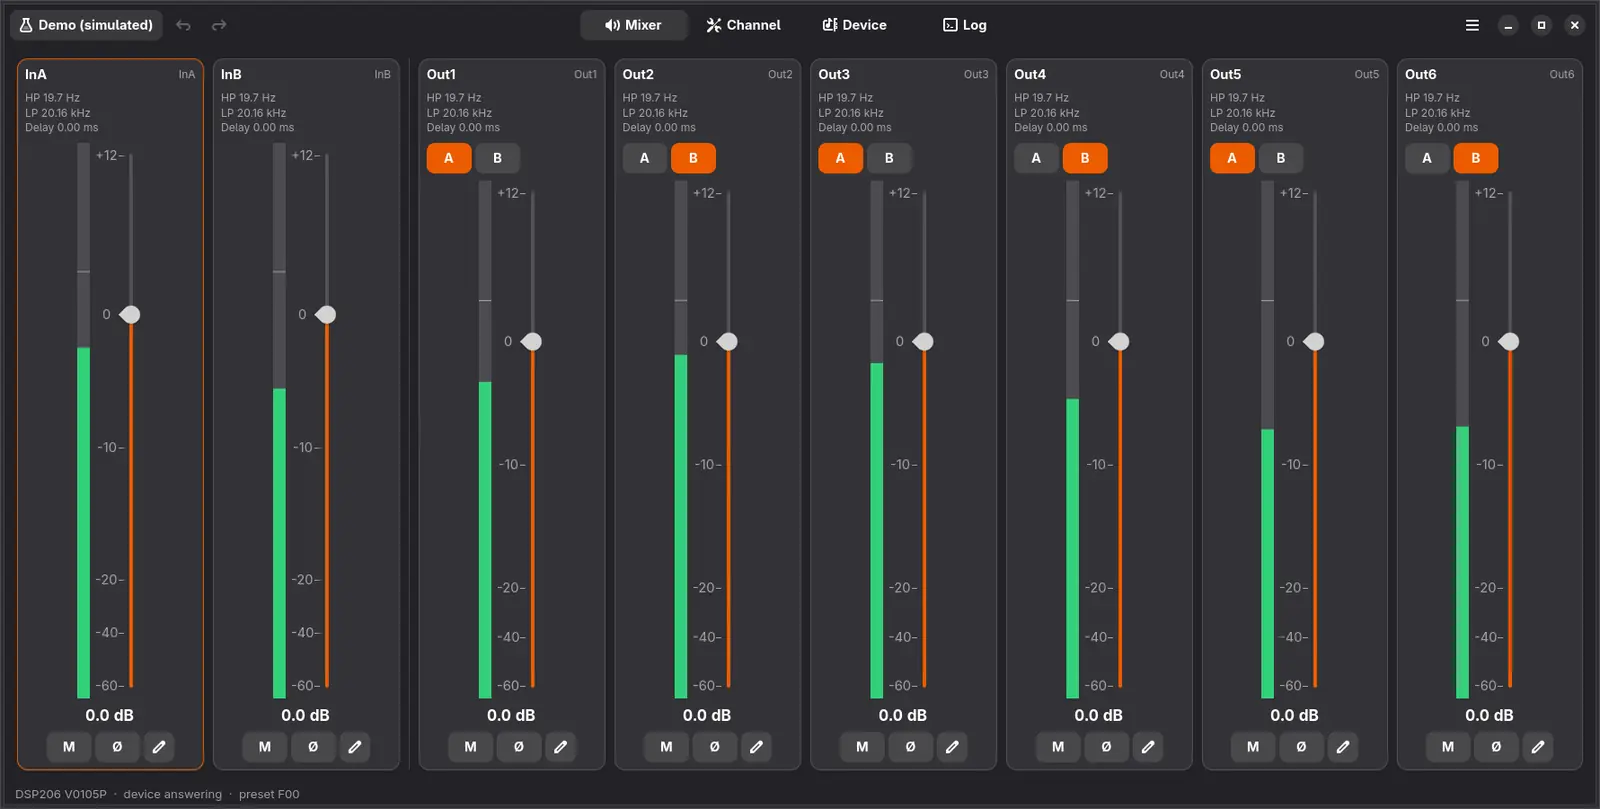 Demo (simulated) Mixer Channel Device Log
InA InA
HP 19.7 Hz
LP 20.16 kHz
Delay 0.00 ms
+12
0
-10
-20
-40
-60
0.0 dB
M Ø
InB InB
HP 19.7 Hz
LP 20.16 kHz
Delay 0.00 ms
+12
0
-10
-20
-40
-60
0.0 dB
M Ø
Out1 Out1
HP 19.7 Hz
LP 20.16 kHz
Delay 0.00 ms
A B
+12
0
-10
-20
-40
-60
0.0 dB
M Ø
Out2 Out2
HP 19.7 Hz
LP 20.16 kHz
Delay 0.00 ms
A B
+12
0
-10
-20
-40
-60
0.0 dB
M Ø
Out3 Out3
HP 19.7 Hz
LP 20.16 kHz
Delay 0.00 ms
A B
+12
0
-10
-20
-40
-60
0.0 dB
M Ø
Out4 Out4
HP 19.7 Hz
LP 20.16 kHz
Delay 0.00 ms
A B
+12
0
-10
-20
-40
-60
0.0 dB
M Ø
Out5 Out5
HP 19.7 Hz
LP 20.16 kHz
Delay 0.00 ms
A B
+12
0
-10
-20
-40
-60
0.0 dB
M Ø
Out6 Out6
HP 19.7 Hz
LP 20.16 kHz
Delay 0.00 ms
A B
+12
0
-10
-20
-40
-60
0.0 dB
M Ø
DSP206 V0105P · device answering · preset F00